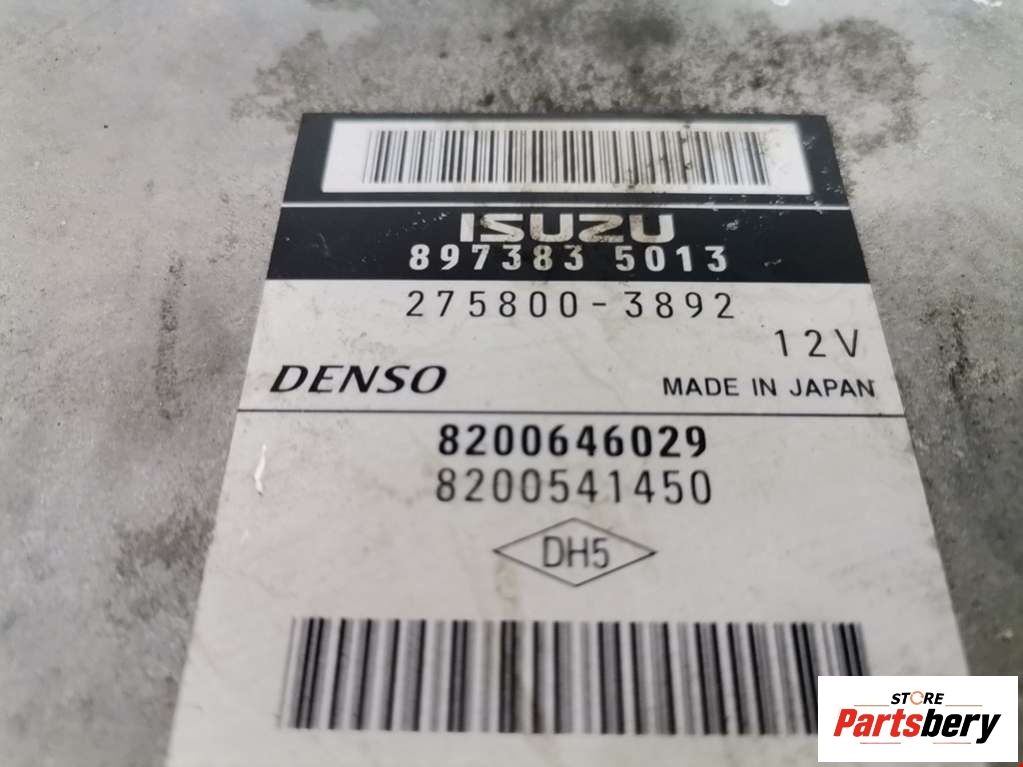 ISUZU
897383 5013
275800-3892
12V
DENSO MADE IN JAPAN
8200646029
8200541450
DH5
STORE
Partsbery